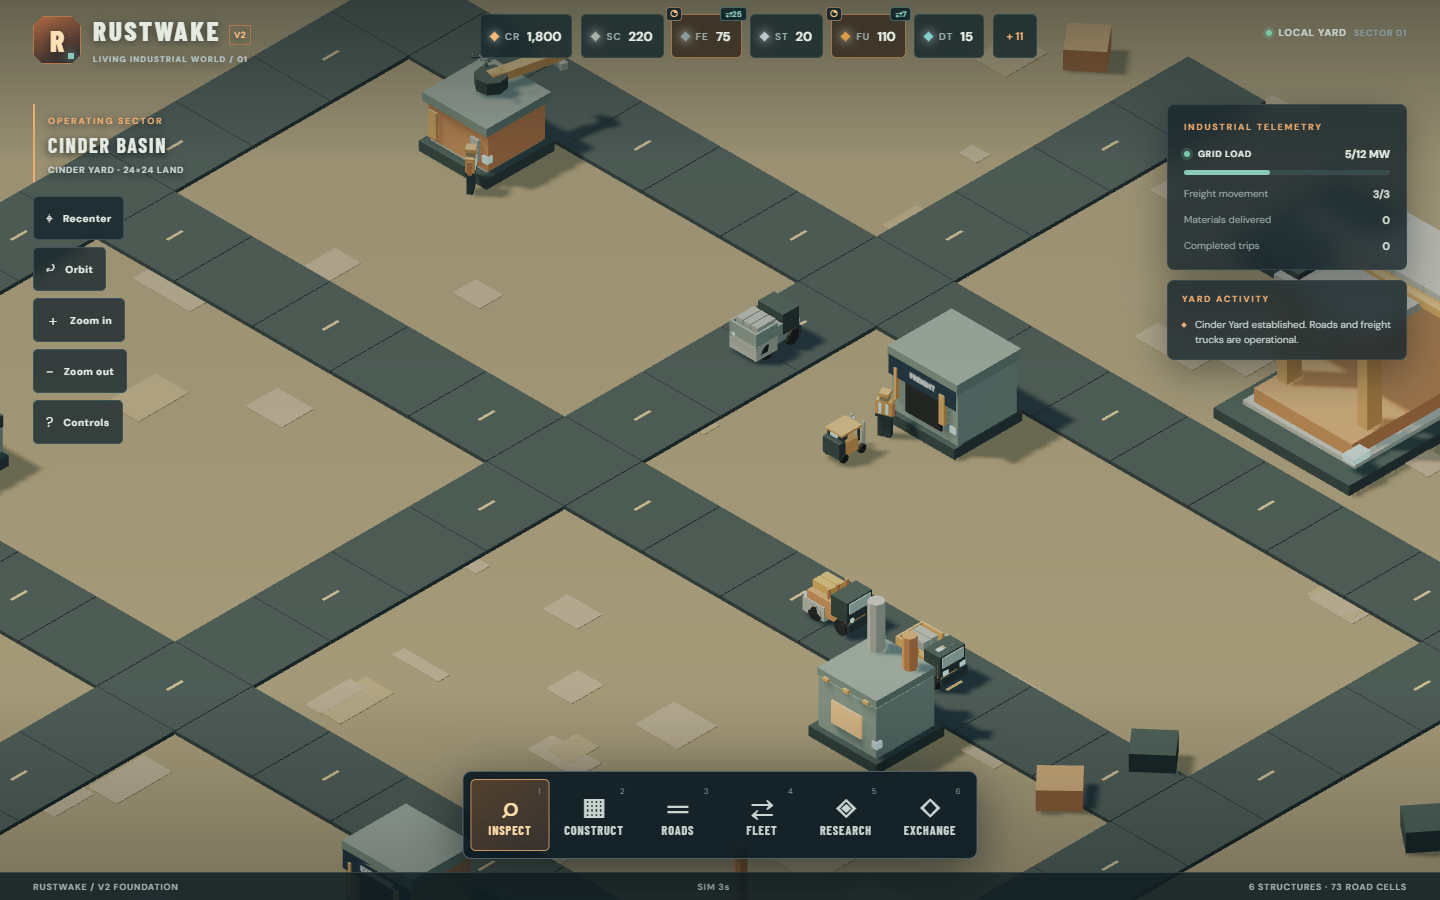 R
RUSTWAKE V2
LIVING INDUSTRIAL WORLD / 01
CR 1,800
SC 220
FE 75
⇄25
ST 20
FU 110
⇄7
DT 15
+ 11
LOCAL YARD SECTOR 01
OPERATING SECTOR
CINDER BASIN
CINDER YARD · 24×24 LAND
Recenter
Orbit
+ Zoom in
− Zoom out
? Controls
INDUSTRIAL TELEMETRY
GRID LOAD 5/12 MW
Freight movement 3/3
Materials delivered 0
Completed trips 0
YARD ACTIVITY
Cinder Yard established. Roads and freight
trucks are operational.
FREIGHT
1 INSPECT
2 CONSTRUCT
3 ROADS
4 FLEET
5 RESEARCH
6 EXCHANGE
RUSTWAKE / V2 FOUNDATION
SIM 3s
6 STRUCTURES · 73 ROAD CELLS